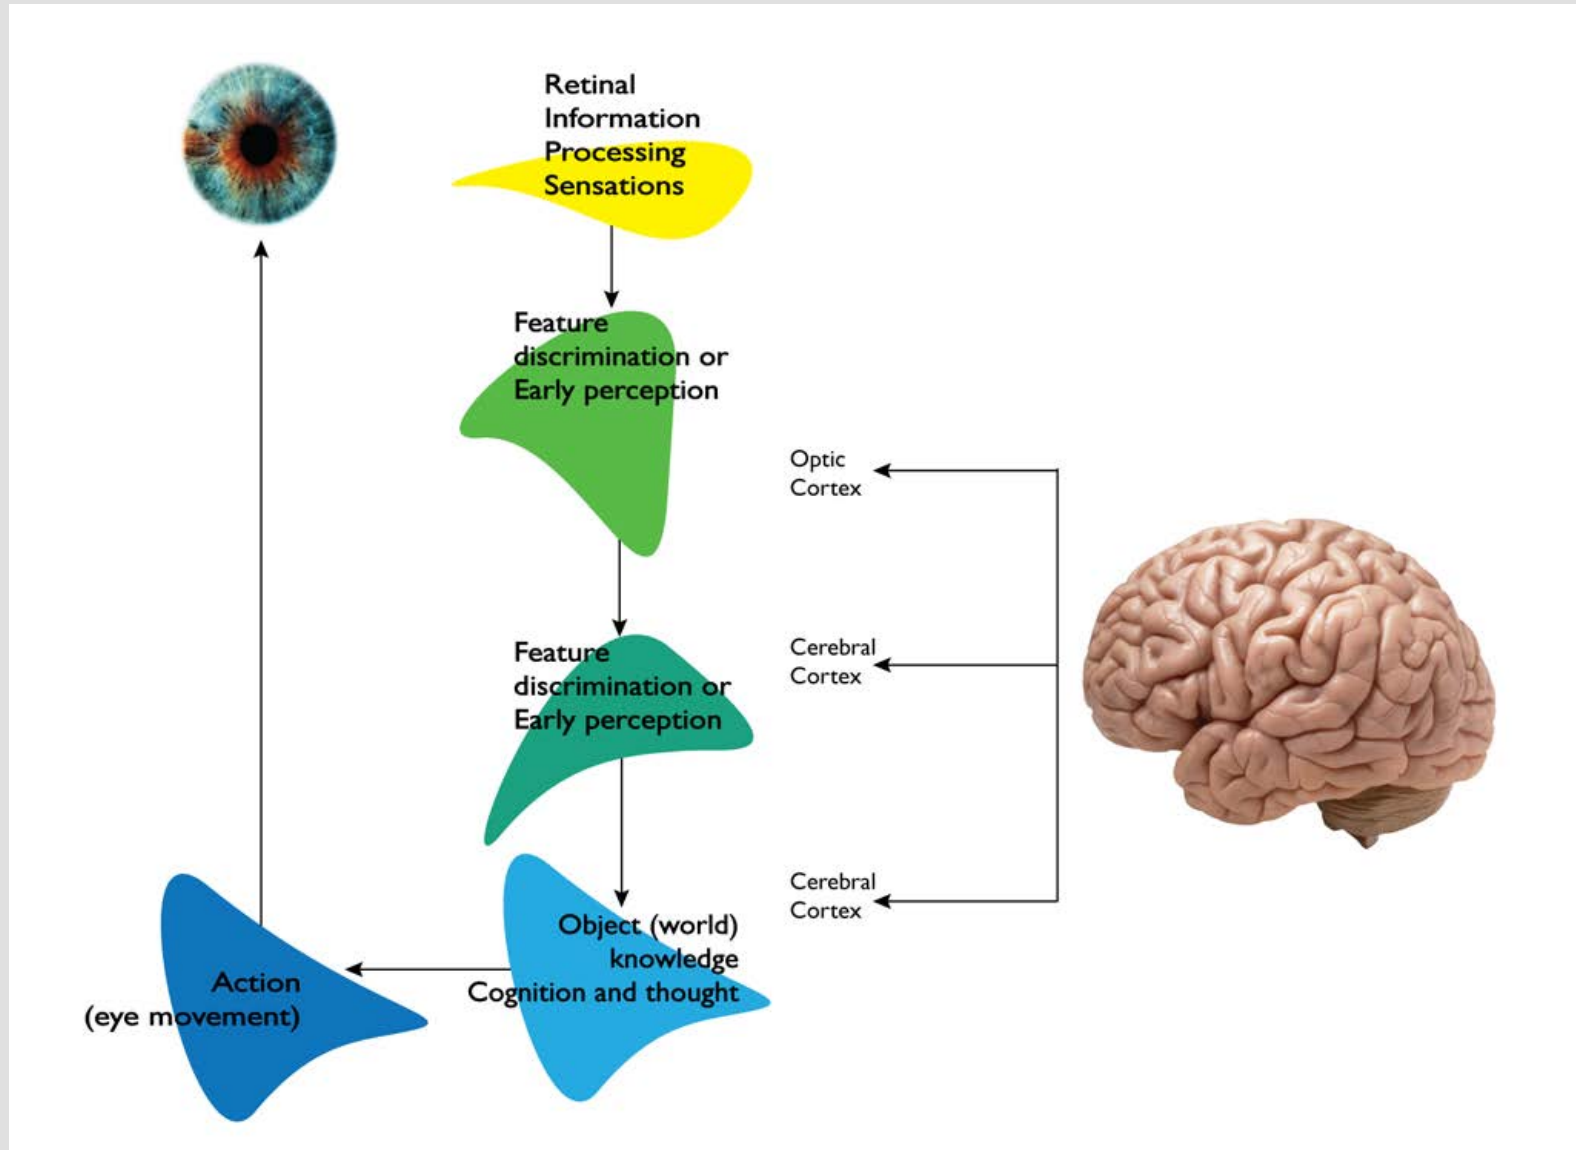 Retinal
Information
Processing
Sensations
Feature
discrimination or
Early perception
Optic
Cortex
Feature
discrimination or
Early perception
Cerebral
Cortex
Cerebral
Cortex
Object (world)
knowledge
Cognition and thought
Action
(eye movement)